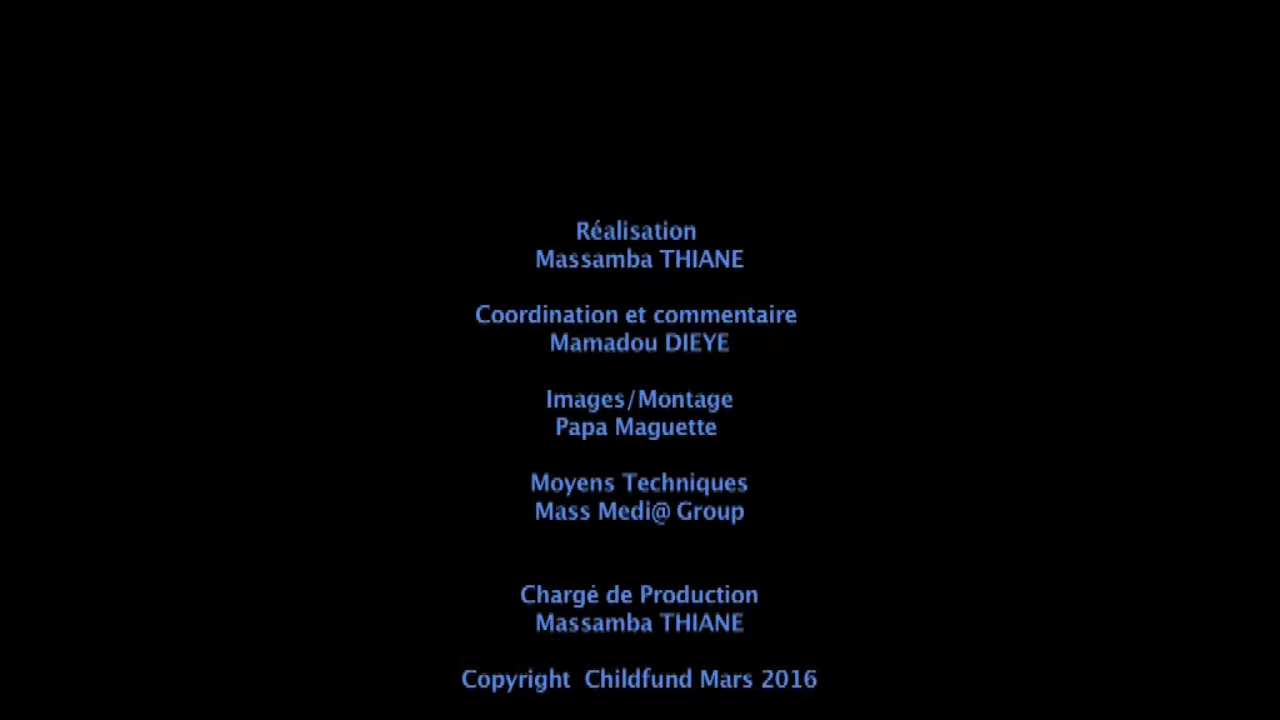 Réalisation
Massamba THIANE
Coordination et commentaire
Mamadou DIEYE
Images/Montage
Papa Maguette
Moyens Techniques
Mass Medi@ Group
Chargé de Production
Massamba THIANE
Copyright Childfund Mars 2016